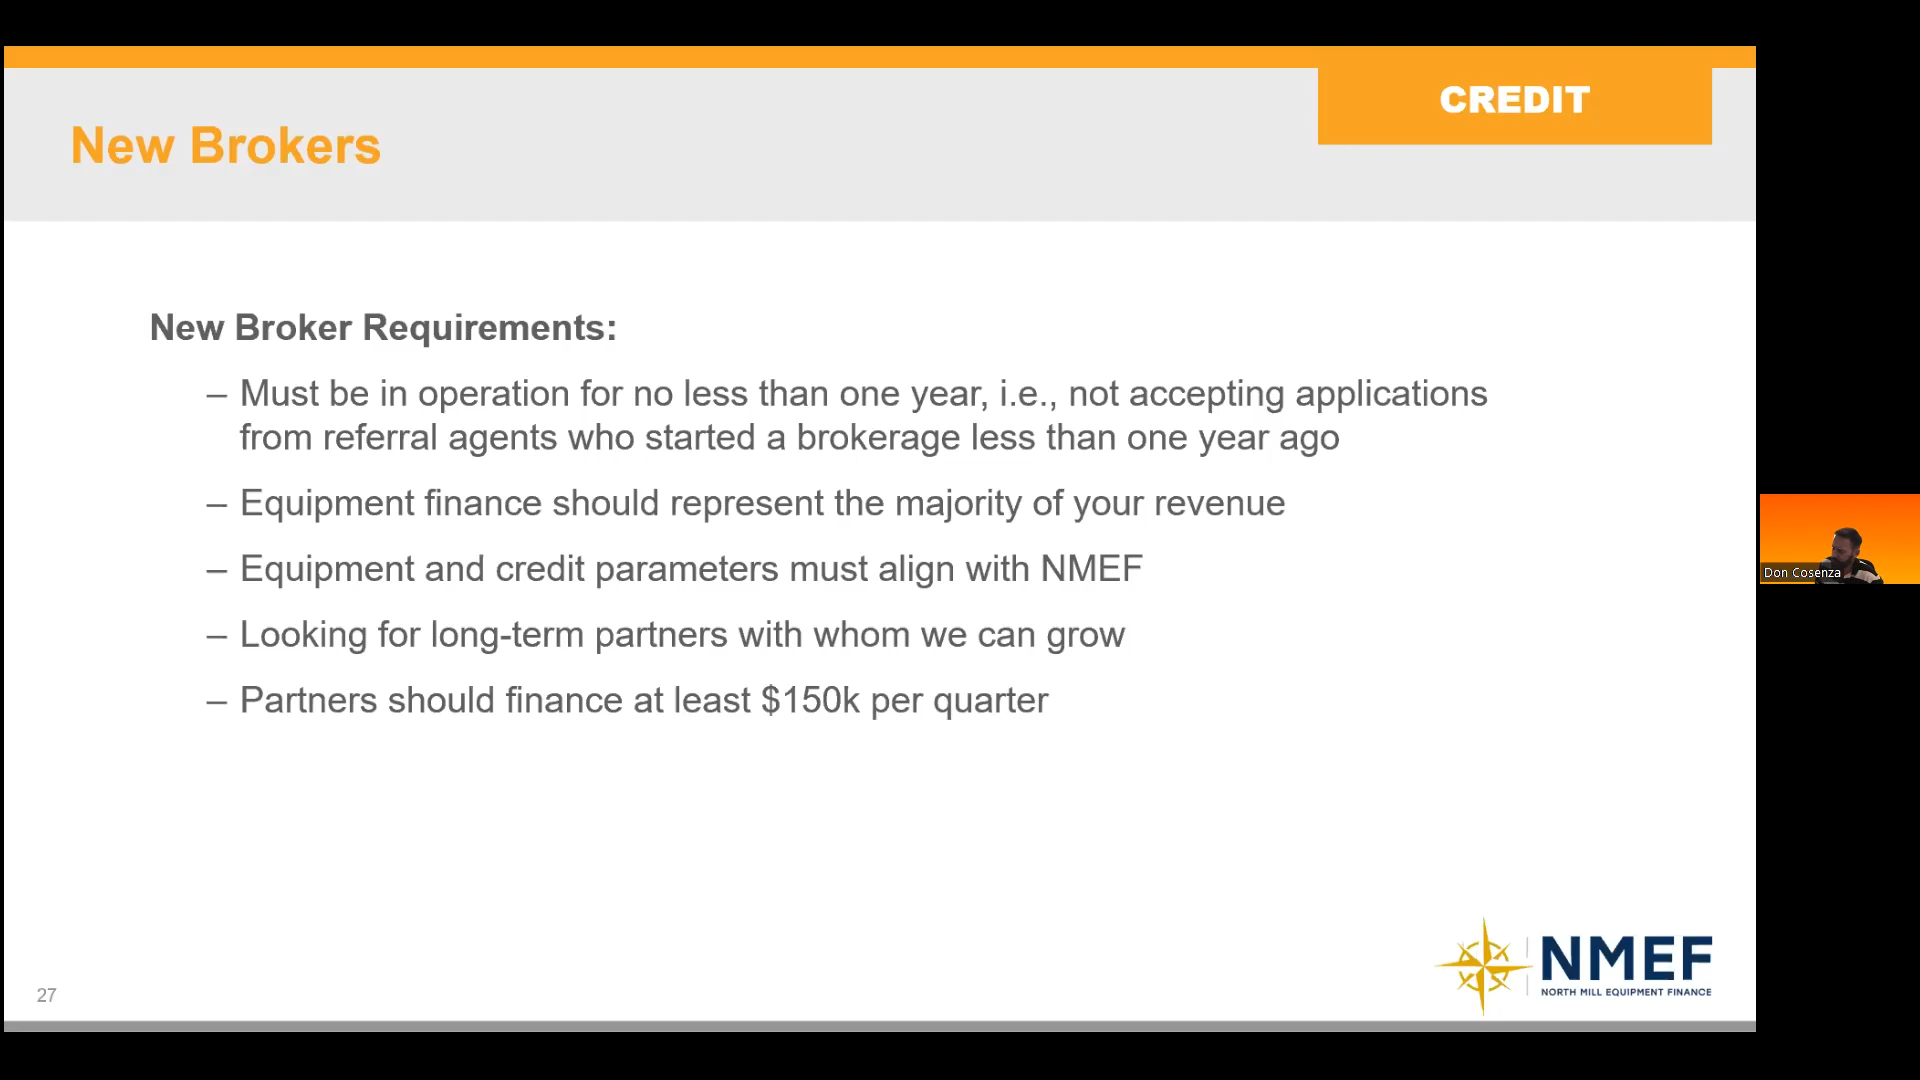 CREDIT
New Brokers
New Broker Requirements:
– Must be in operation for no less than one year, i.e., not accepting applications
from referral agents who started a brokerage less than one year ago
– Equipment finance should represent the majority of your revenue
– Equipment and credit parameters must align with NMEF
– Looking for long-term partners with whom we can grow
– Partners should finance at least $150k per quarter
Don Cosenza
NMEF
NORTH MILL EQUIPMENT FINANCE
27